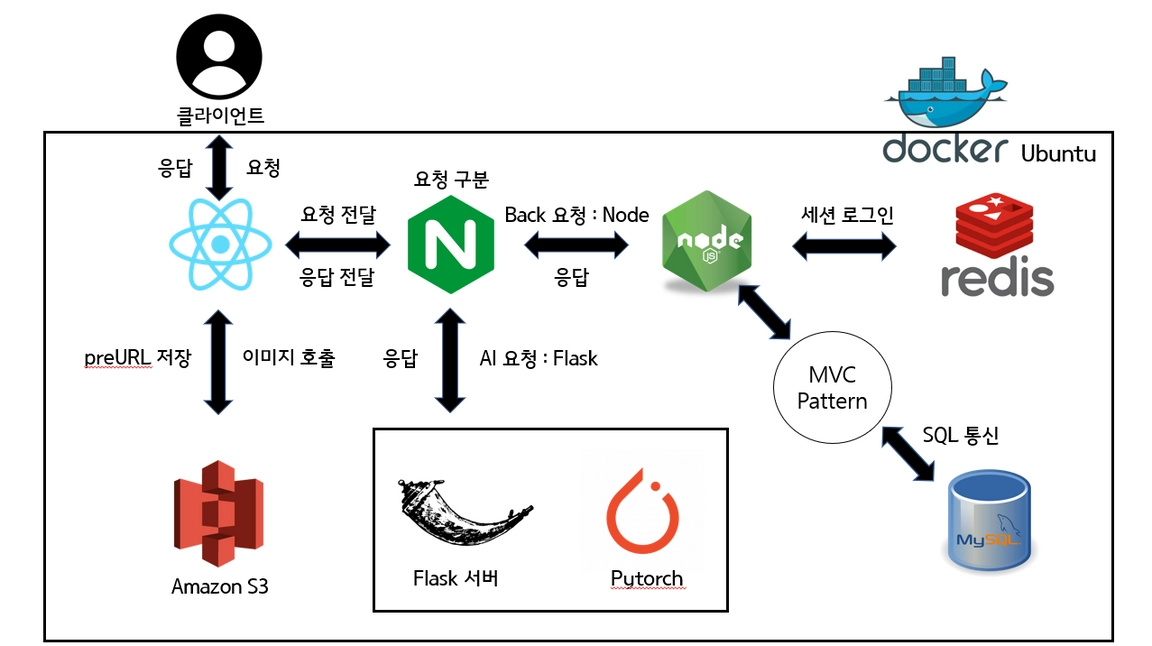 클라이언트
docker Ubuntu
응답
요청
요청 구분
요청 전달
응답 전달
N
Back 요청 : Node
응답
node
JS
세션 로그인
redis
preURL 저장
이미지 호출
응답
AI 요청 : Flask
MVC
Pattern
SQL 통신
MySQL
Amazon S3
Flask 서버
Pytorch